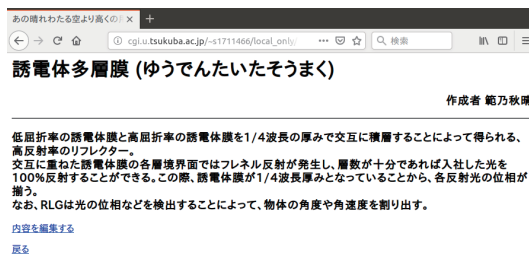 あの晴れわたる空より高くの
cgi.u.tsukuba.ac.jp/~s1711466/local_only/
検索
誘電体多層膜 (ゆうでんたいたそうまく)
作成者 範乃秋晴
低屈折率の誘電体膜と高屈折率の誘電体膜を1/4波長の厚みで交互に積層することによって得られる、
高反射率のリフレクター。
交互に重ねた誘電体膜の各層境界面ではフレネル反射が発生し、層数が十分であれば入社した光を
100%反射することができる。この際、誘電体膜が1/4波長厚みとなっていることから、各反射光の位相が
揃う。
なお、RLGは光の位相などを検出することによって、物体の角度や角速度を割り出す。
内容を編集する
戻る